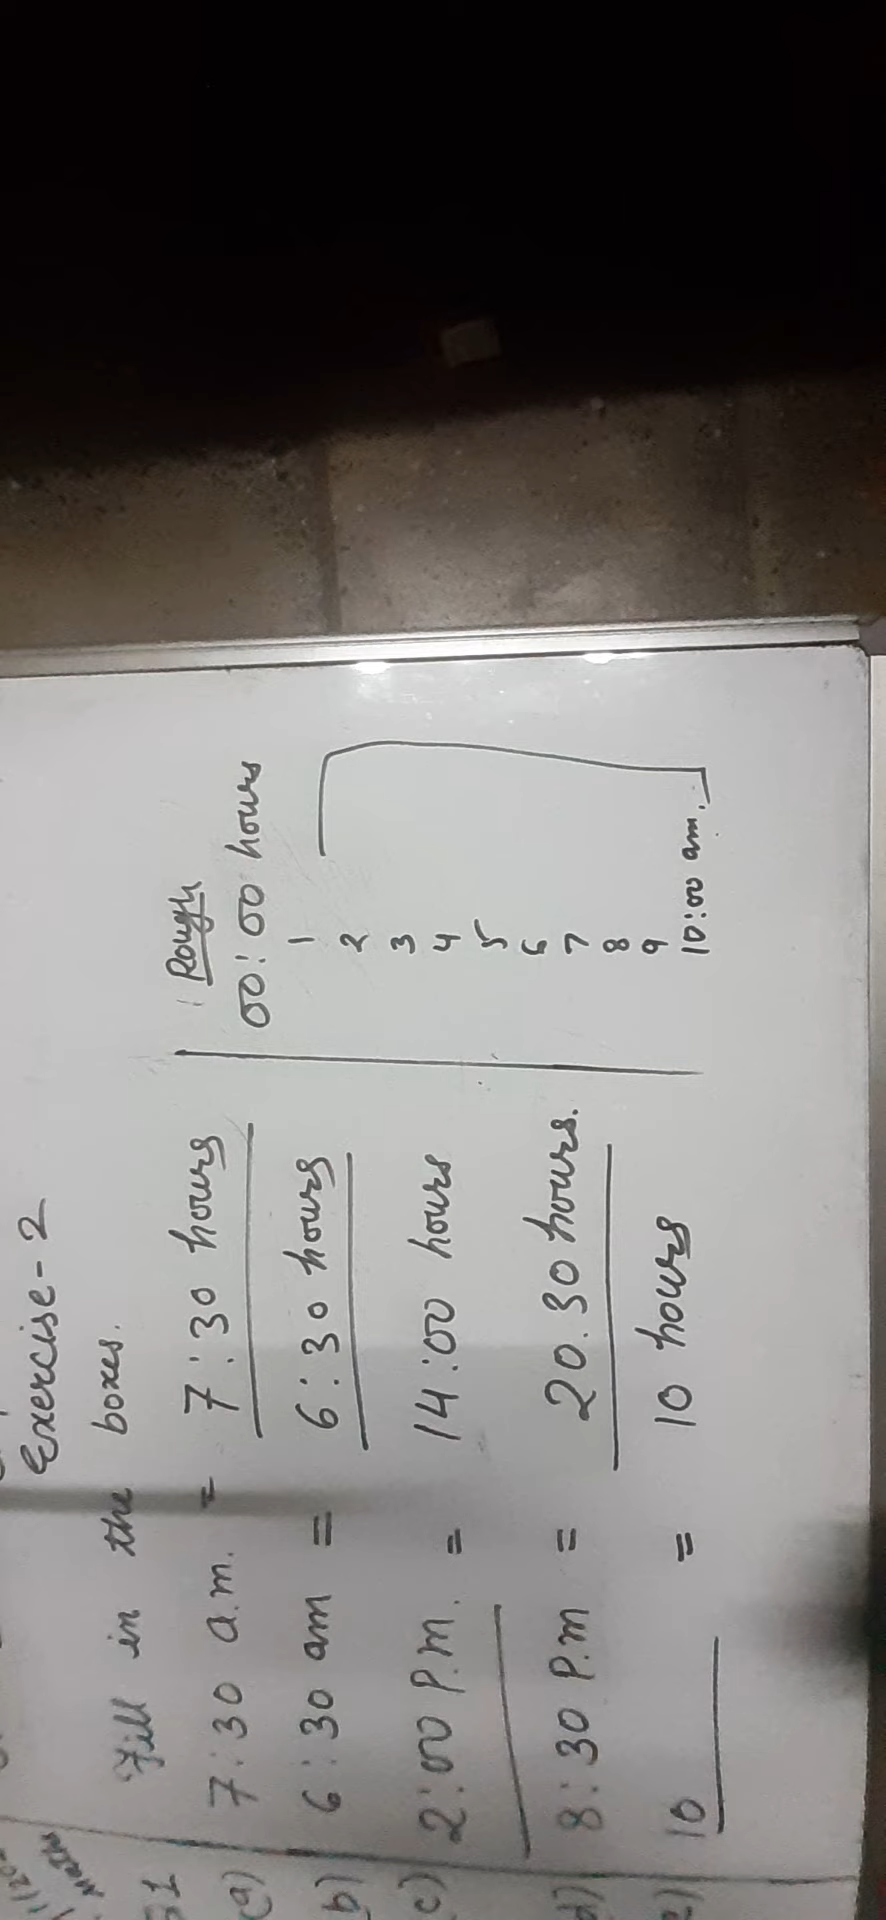 Exercise-2
Fill in the boxes.
(a) 7:30 a.m. = 7:30 hours
b) 6:30 am = 6:30 hours
c) 2:00 P.m. = 14:00 hours
d) 8:30 P.m = 20.30 hours.
e) 10 = 10 hours
Rough
00:00 hours
1
2
3
4
5
6
7
8
9
10:00 am.